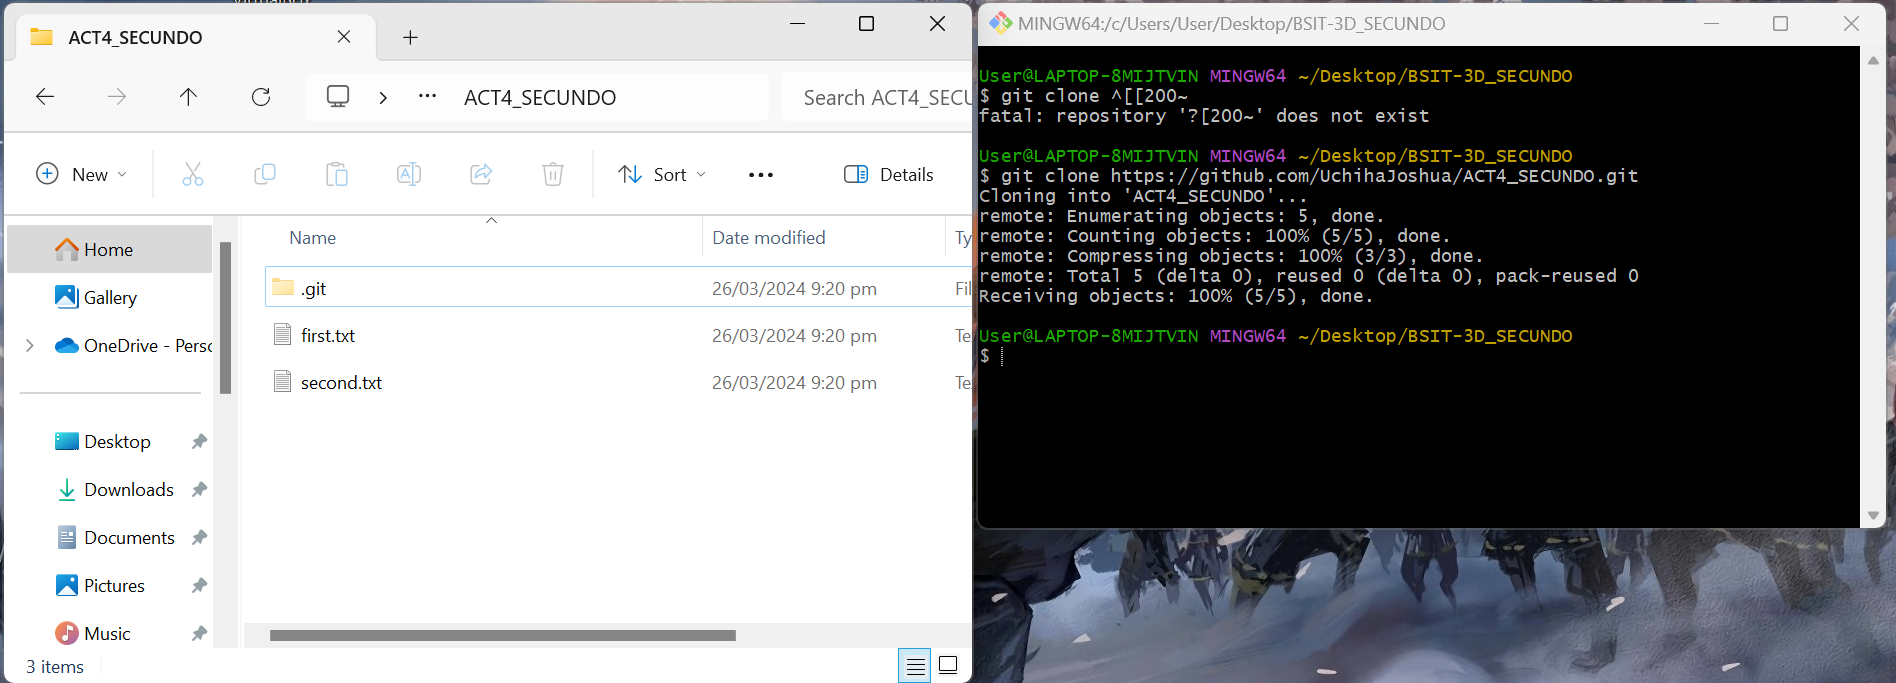 ACT4_SECUNDO
ACT4_SECUNDO
Search ACT4_SECU
New
Sort
Details
Name
Date modified
Ty
Home
Gallery
OneDrive - Perso
Desktop
Downloads
Documents
Pictures
Music
.git
26/03/2024 9:20 pm
Fil
first.txt
26/03/2024 9:20 pm
Te
second.txt
26/03/2024 9:20 pm
Te
3 items
MINGW64:/c/Users/User/Desktop/BSIT-3D_SECUNDO
User@LAPTOP-8MIJTVIN MINGW64 ~/Desktop/BSIT-3D_SECUNDO
$ git clone ^[[200~
fatal: repository '?[200~' does not exist
User@LAPTOP-8MIJTVIN MINGW64 ~/Desktop/BSIT-3D_SECUNDO
$ git clone https://github.com/UchihaJoshua/ACT4_SECUNDO.git
Cloning into 'ACT4_SECUNDO'...
remote: Enumerating objects: 5, done.
remote: Counting objects: 100% (5/5), done.
remote: Compressing objects: 100% (3/3), done.
remote: Total 5 (delta 0), reused 0 (delta 0), pack-reused 0
Receiving objects: 100% (5/5), done.
User@LAPTOP-8MIJTVIN MINGW64 ~/Desktop/BSIT-3D_SECUNDO
$